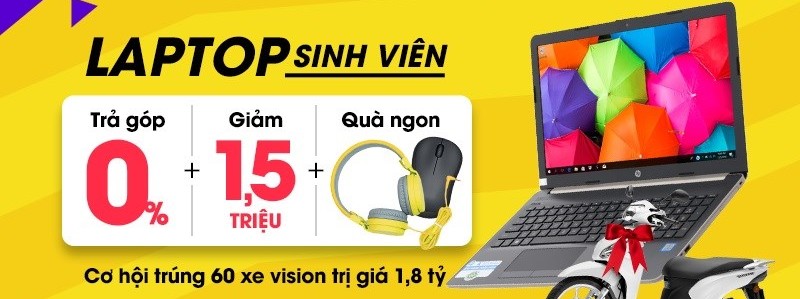 LAPTOP SINH VIÊN
Trả góp
0%
+
Giảm
1,5
TRIỆU
+
Quà ngon
Cơ hội trúng 60 xe vision trị giá 1,8 tỷ
hp